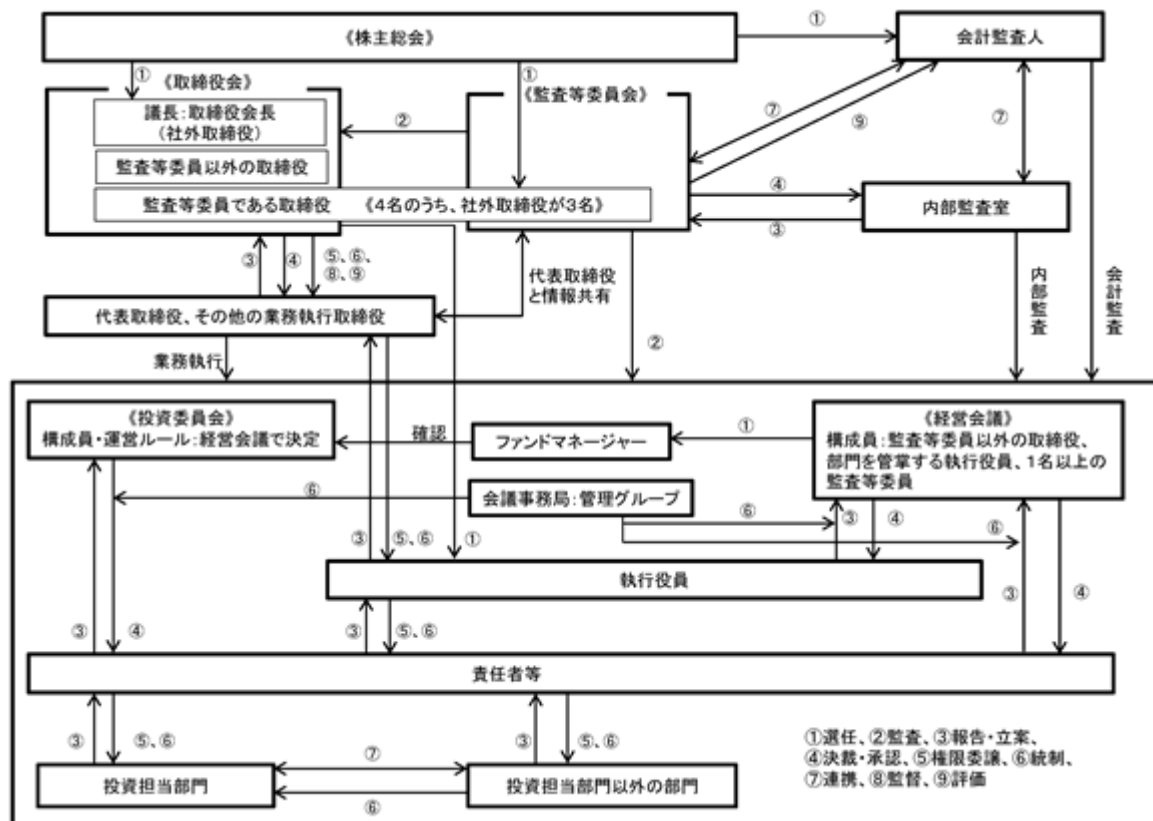 ①
《株主総会》
会計監査人
①
《取締役会》
①
《監査等委員会》
議長：取締役会長
（社外取締役）
②
⑦
⑨
⑦
監査等委員以外の取締役
④
監査等委員である取締役
《４名のうち、社外取締役が３名》
内部監査室
③
③
④
⑤、⑥、
⑧、⑨
代表取締役
と情報共有
内部監査
会計監査
代表取締役、その他の業務執行取締役
②
業務執行
《投資委員会》
構成員・運営ルール：経営会議で決定
確認
ファンドマネージャー
①
《経営会議》
構成員：監査等委員以外の取締役、
部門を管掌する執行役員、１名以上の
監査等委員
⑥
会議事務局：管理グループ
⑥
③
④
⑥
③
⑤、⑥
①
執行役員
③
④
③
⑤、⑥
③
④
責任者等
③
⑤、⑥
③
⑤、⑥
⑦
投資担当部門
投資担当部門以外の部門
⑥
①選任、②監査、③報告・立案、
④決裁・承認、⑤権限委譲、⑥統制、
⑦連携、⑧監督、⑨評価